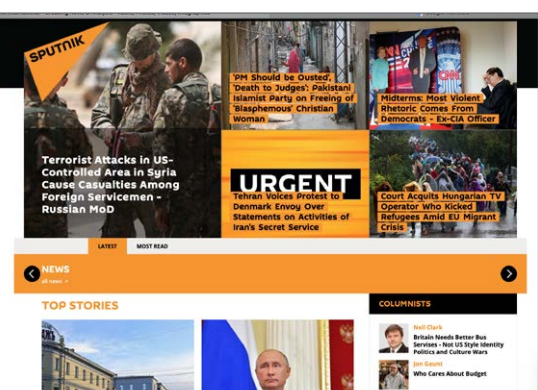 SPUTNIK
'PM Should be Ousted',
'Death to Judges': Pakistani
Islamist Party on Freeing of
'Blasphemous' Christian
Woman
CNN
Midterms: Most Violent
Rhetoric Comes From
Democrats - Ex-CIA Officer
Terrorist Attacks in US-
Controlled Area in Syria
Cause Casualties Among
Foreign Servicemen -
Russian MoD
URGENT
Tehran Voices Protest to
Denmark Envoy Over
Statements on Activities of
Iran's Secret Service
Court Acquits Hungarian TV
Operator Who Kicked
Refugees Amid EU Migrant
Crisis
LATEST
MOST READ
NEWS
all news
TOP STORIES
COLUMNISTS
Neil Clark
Britain Needs Better Bus
Servises - Not US Style Identity
Politics and Culture Wars
Jon Gaunt
Who Cares About Budget